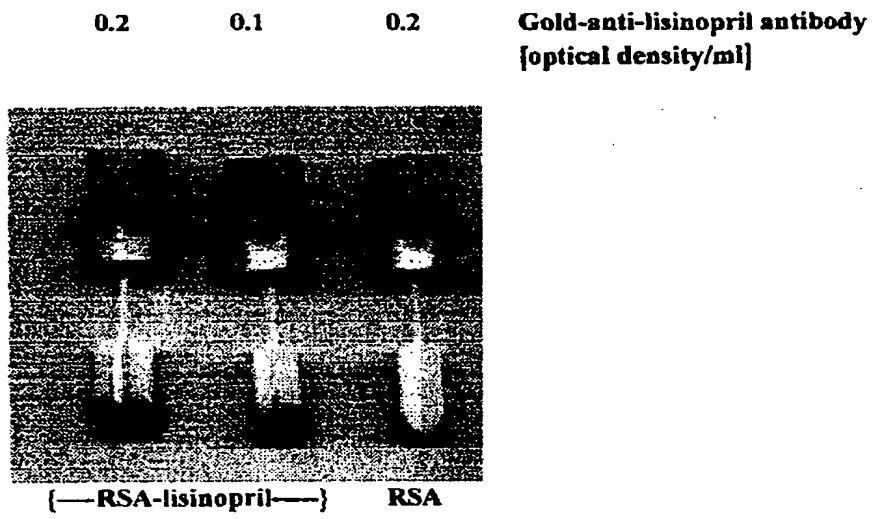 0.2 0.1 0.2 Gold-anti-lisinopril antibody
[optical density/ml]
{—RSA-lisinopril—} RSA